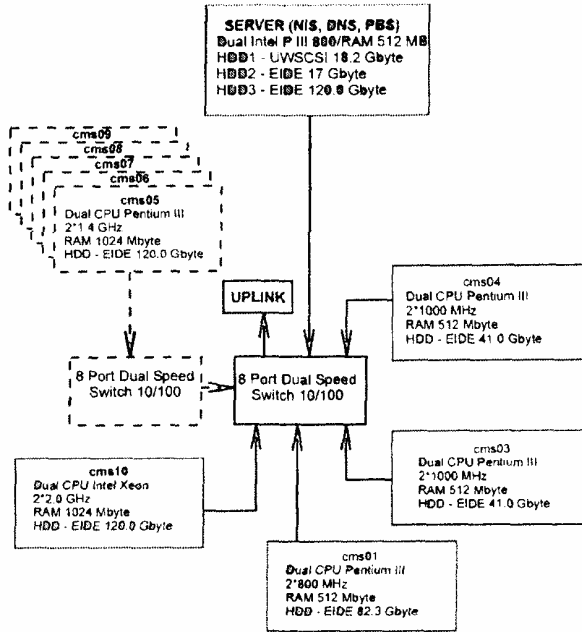 SERVER (NIS, DNS, PBS)
Dual Intel P III 800/RAM 512 MB
HDD1 - UWSCSI 18.2 Gbyte
HDD2 - EIDE 17 Gbyte
HDD3 - EIDE 120.0 Gbyte
cms09
cms08
cms07
cms06
cms05
Dual CPU Pentium III
2*1.4 GHz
RAM 1024 Mbyte
HDD - EIDE 120.0 Gbyte
UPLINK
cms04
Dual CPU Pentium III
2*1000 MHz
RAM 512 Mbyte
HDD - EIDE 41.0 Gbyte
8 Port Dual Speed
Switch 10/100
8 Port Dual Speed
Switch 10/100
cms10
Dual CPU Intel Xeon
2*2.0 GHz
RAM 1024 Mbyte
HDD - EIDE 120.0 Gbyte
cms03
Dual CPU Pentium III
2*1000 MHz
RAM 512 Mbyte
HDD - EIDE 41.0 Gbyte
cms01
Dual CPU Pentium III
2*800 MHz
RAM 512 Mbyte
HDD - EIDE 82.3 Gbyte